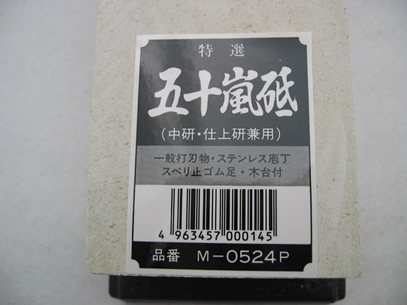 特選
五十嵐砥
(中研・仕上研兼用)
一般打刃物・ステンレス庖丁
スベリ止ゴム足・木台付
4 963457 000145
品番 M-0524P